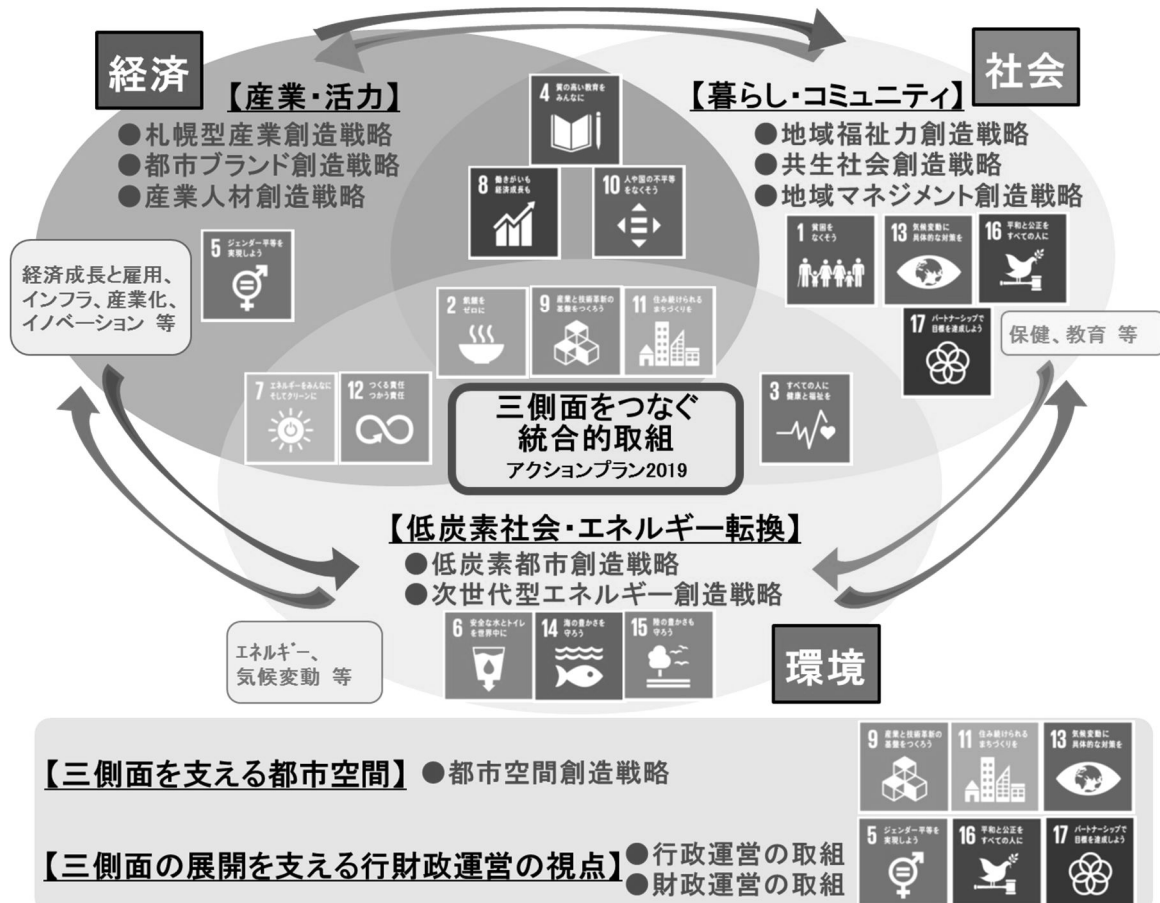 経済
【産業・活力】
●札幌型産業創造戦略
●都市ブランド創造戦略
●産業人材創造戦略
社会
【暮らし・コミュニティ】
●地域福祉力創造戦略
●共生社会創造戦略
●地域マネジメント創造戦略
4 質の高い教育を
みんなに
8 働きがいも
経済成長も
10 人や国の不平等
をなくそう
1 貧困を
なくそう
13 気候変動に
具体的な対策を
16 平和と公正を
すべての人に
17 パートナーシップで
目標を達成しよう
5 ジェンダー平等を
実現しよう
経済成長と雇用、
インフラ、産業化、
イノベーション 等
保健、教育 等
2 飢餓を
ゼロに
9 産業と技術革新の
基盤をつくろう
11 住み続けられる
まちづくりを
7 エネルギーをみんなに
そしてクリーンに
12 つくる責任
つかう責任
3 すべての人に
健康と福祉を
三側面をつなぐ
統合的取組
アクションプラン2019
【低炭素社会・エネルギー転換】
●低炭素都市創造戦略
●次世代型エネルギー創造戦略
6 安全な水とトイレ
を世界中に
14 海の豊かさを
守ろう
15 陸の豊かさも
守ろう
環境
エネルギー、
気候変動 等
【三側面を支える都市空間】 ●都市空間創造戦略
9 産業と技術革新の
基盤をつくろう
11 住み続けられる
まちづくりを
13 気候変動に
具体的な対策を
【三側面の展開を支える行財政運営の視点】
●行政運営の取組
●財政運営の取組
5 ジェンダー平等を
実現しよう
16 平和と公正を
すべての人に
17 パートナーシップで
目標を達成しよう